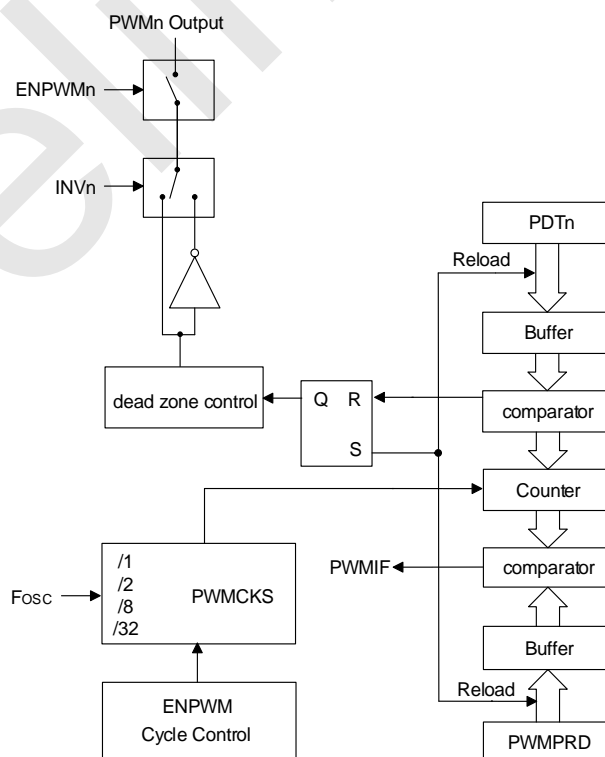 PWMn Output
ENPWMn
INVn
PDTn
Reload
Buffer
dead zone control
Q R
S
comparator
Counter
/1
/2
/8
/32
PWMCKS
Fosc
PWMIF
comparator
Buffer
ENPWM
Cycle Control
Reload
PWMPRD